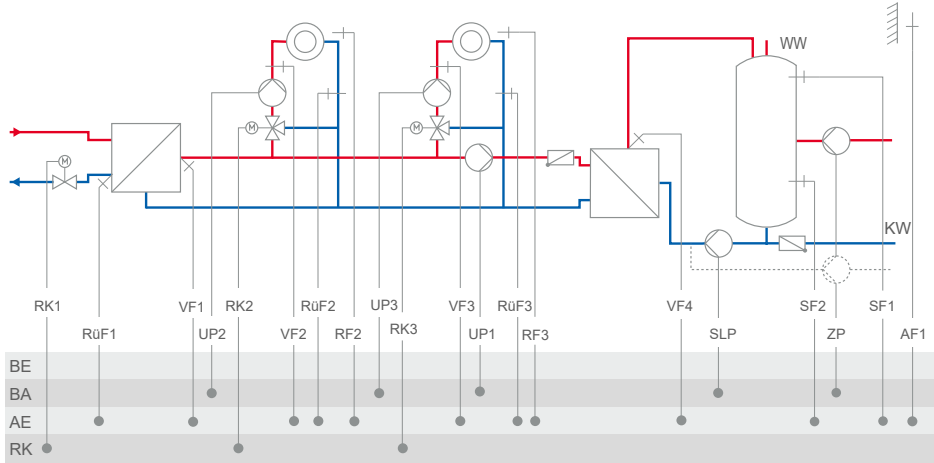 WW
M
M
M
KW
RK1 VF1 RK2 RüF2 UP3 VF3 RüF3 VF4 SF2 SF1
RüF1 UP2 VF2 RF2 RK3 UP1 RF3 SLP ZP AF1
BE
BA
AE
RK